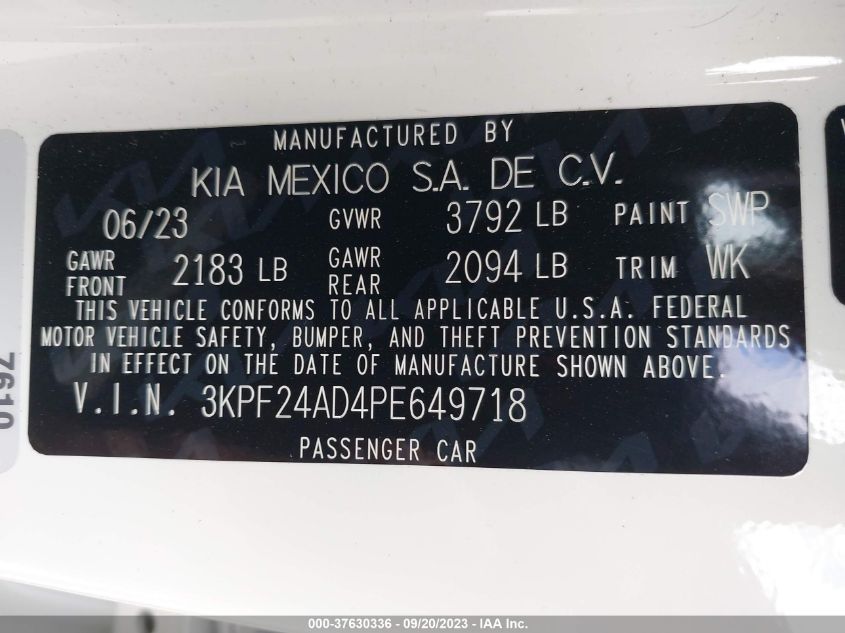 MANUFACTURED BY
KIA MEXICO S.A. DE C.V.
06/23 GVWR 3792 LB PAINT SWP
GAWR FRONT 2183 LB GAWR REAR 2094 LB TRIM WK
THIS VEHICLE CONFORMS TO ALL APPLICABLE U.S.A. FEDERAL
MOTOR VEHICLE SAFETY, BUMPER, AND THEFT PREVENTION STANDARDS
IN EFFECT ON THE DATE OF MANUFACTURE SHOWN ABOVE.
V.I.N. 3KPF24AD4PE649718
PASSENGER CAR
000-37630336 - 09/20/2023 - IAA Inc.